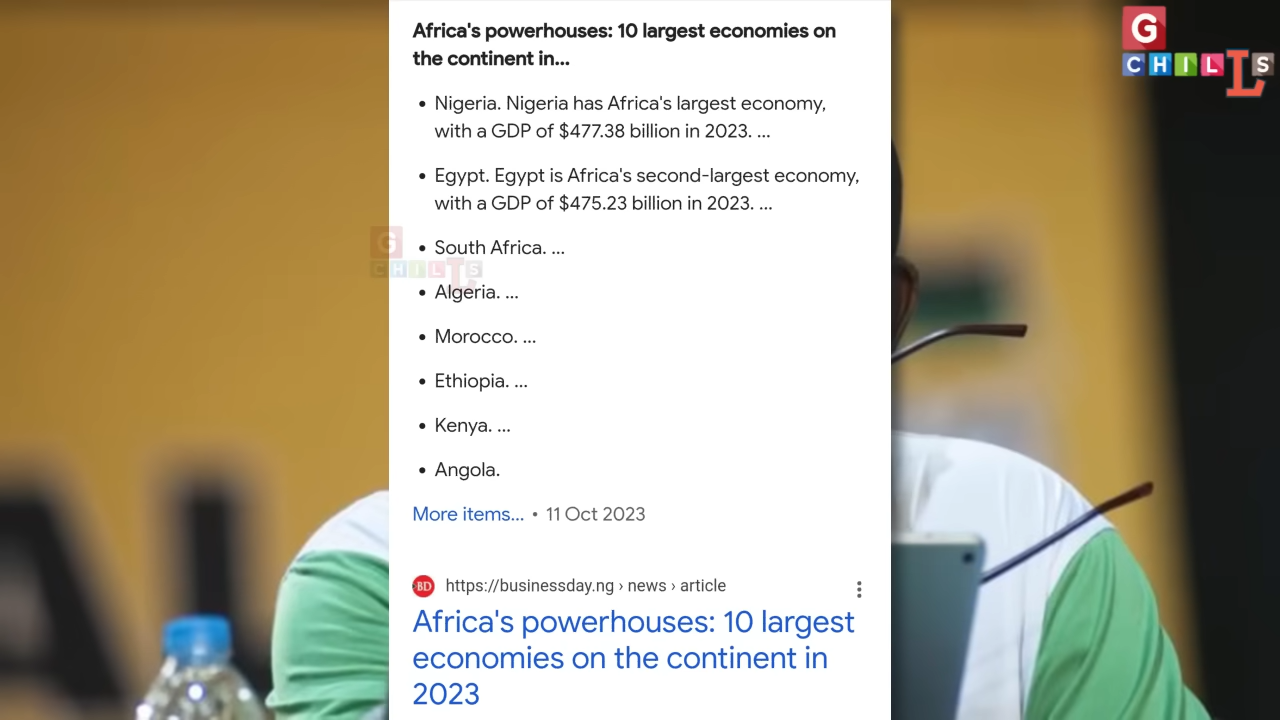 Africa's powerhouses: 10 largest economies on
the continent in...
• Nigeria. Nigeria has Africa's largest economy,
with a GDP of $477.38 billion in 2023. ...
• Egypt. Egypt is Africa's second-largest economy,
with a GDP of $475.23 billion in 2023. ...
• South Africa. ...
• Algeria. ...
• Morocco. ...
• Ethiopia. ...
• Kenya. ...
• Angola.
More items... • 11 Oct 2023
BD https://businessday.ng › news › article
Africa's powerhouses: 10 largest
economies on the continent in
2023
G
CHILLS
G
CHILLS